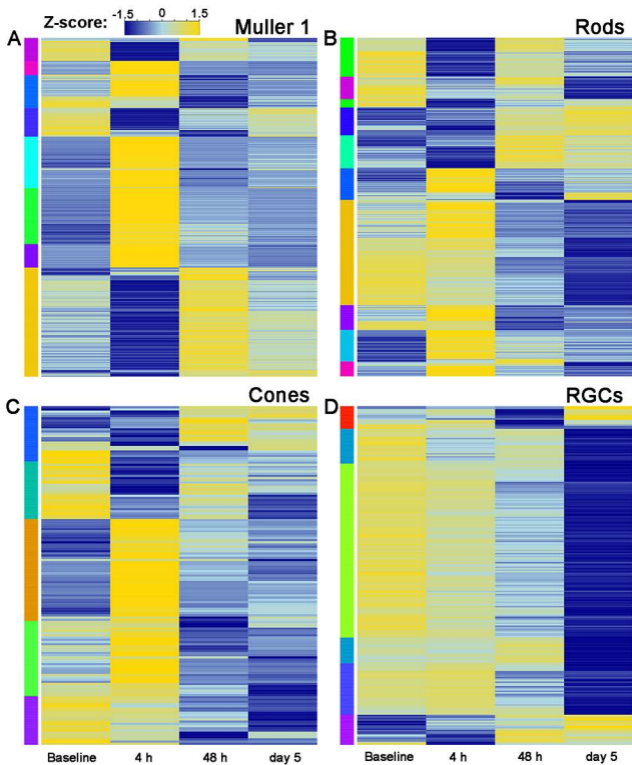 Z-score: -1.5 0 1.5
A Muller 1
B Rods
C Cones
D RGCs
Baseline 4 h 48 h day 5
Baseline 4 h 48 h day 5